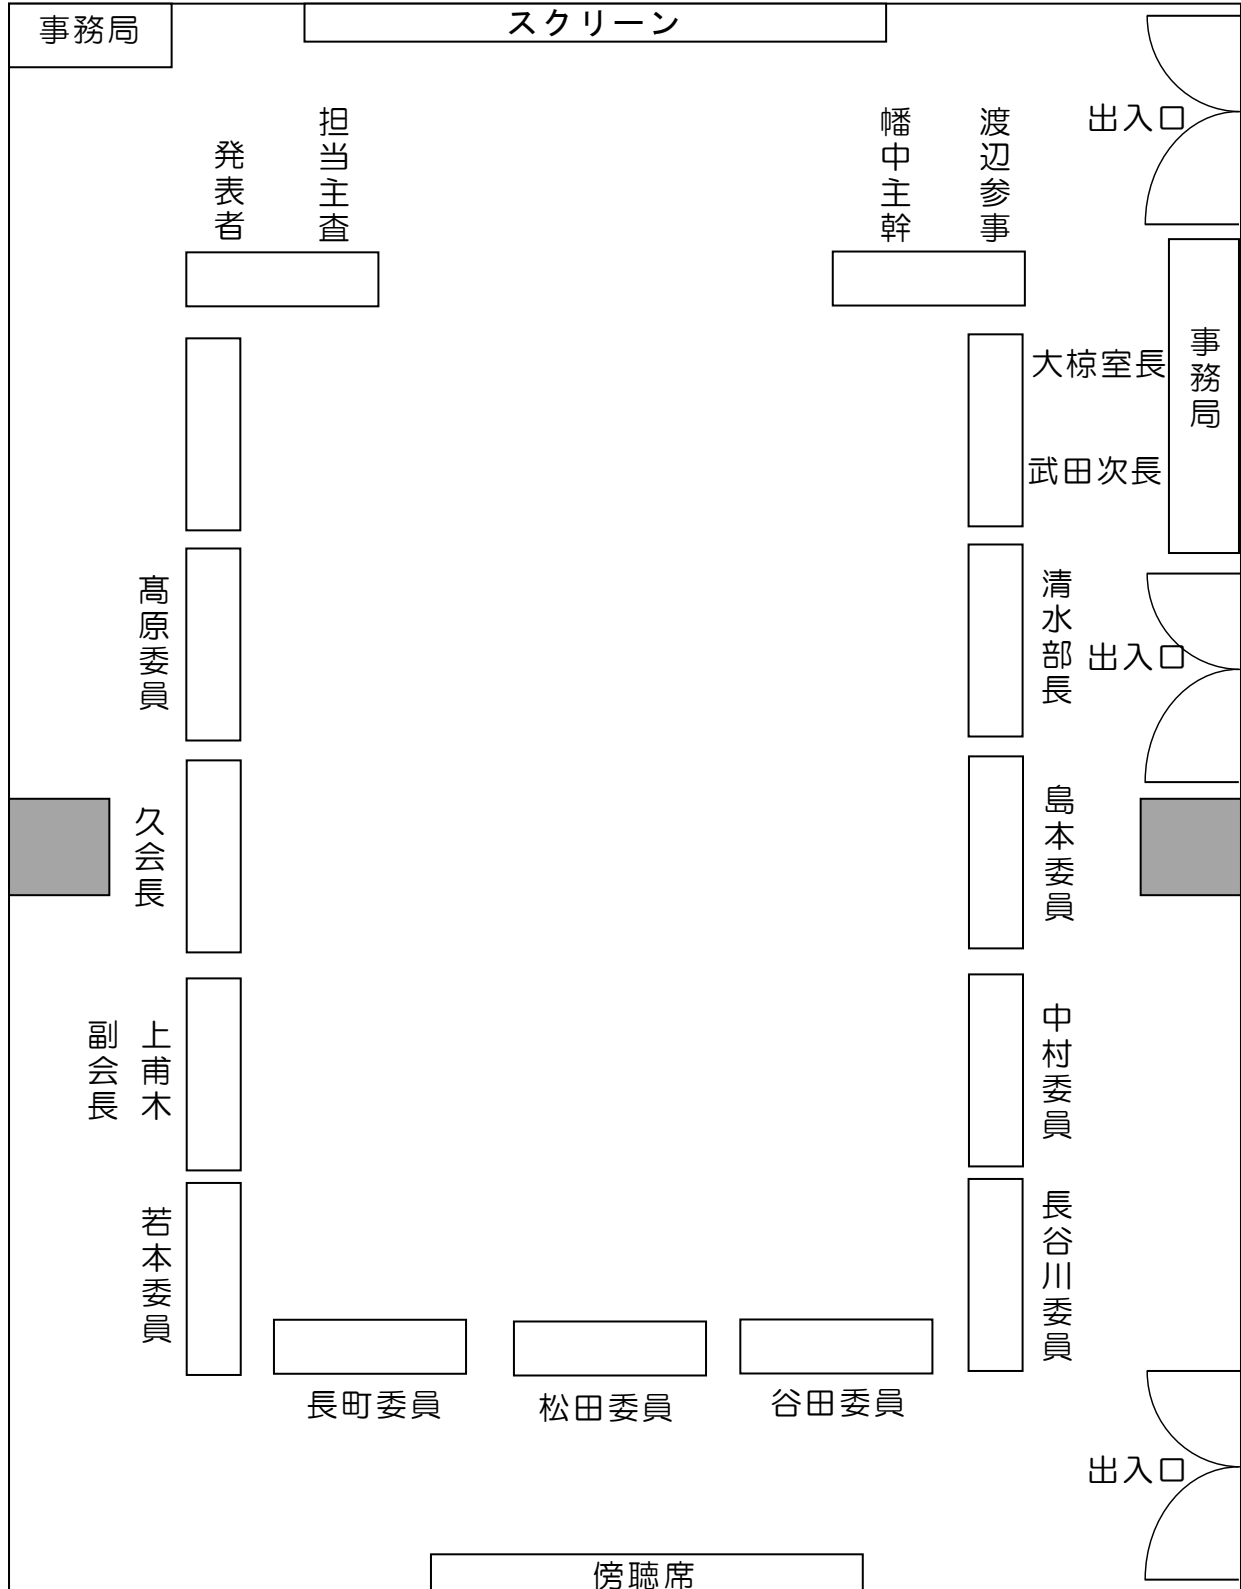 事務局
スクリーン
出入口
担当主査
発表者
幡中主幹
渡辺参事
大椋室長
武田次長
事務局
髙原委員
清水部長
出入口
久会長
島本委員
上甫木
副会長
中村委員
若本委員
長谷川委員
長町委員
松田委員
谷田委員
出入口
傍聴席